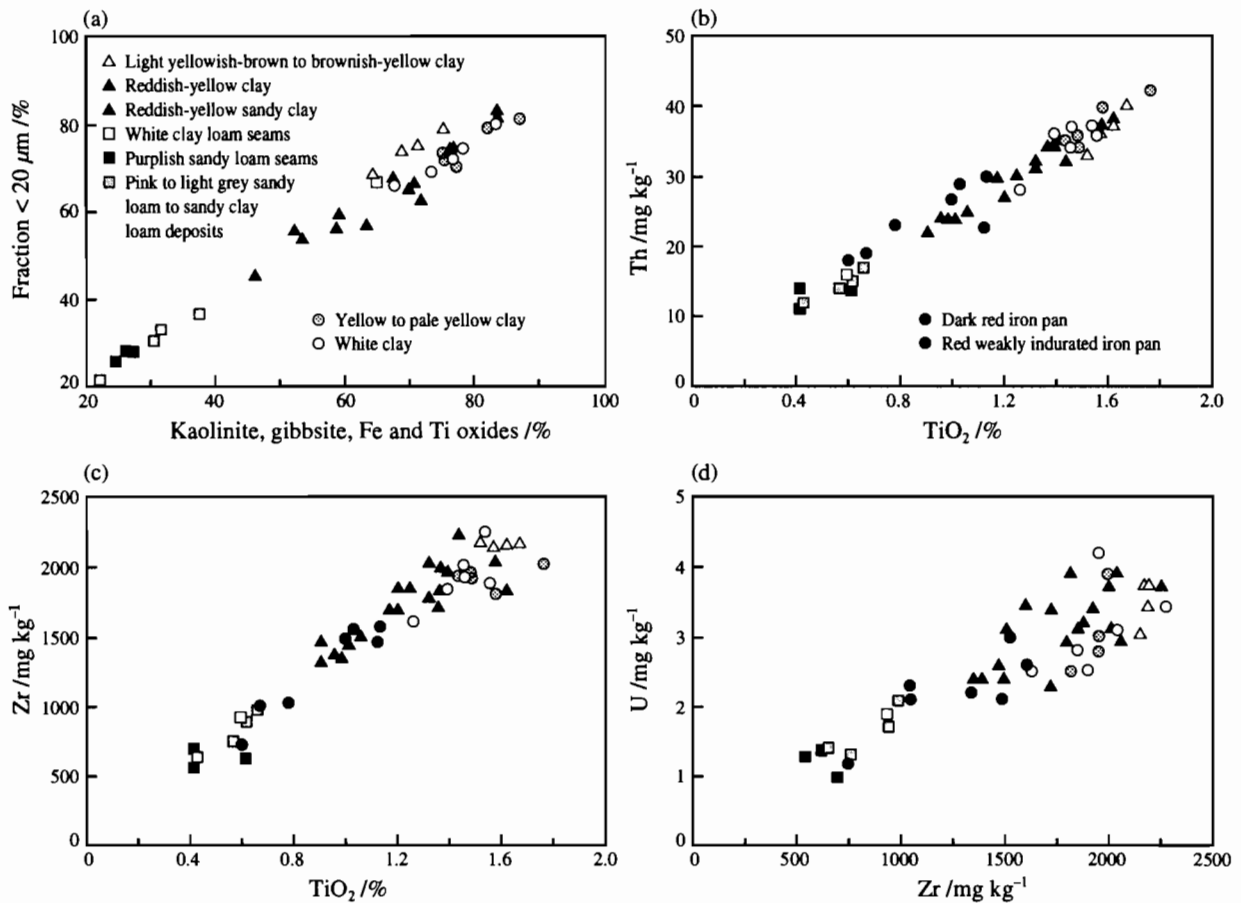 (a)
100
80
60
40
20
Fraction < 20 μm /%
Light yellowish-brown to brownish-yellow clay
Reddish-yellow clay
Reddish-yellow sandy clay
White clay loam seams
Purplish sandy loam seams
Pink to light grey sandy
loam to sandy clay
loam deposits
Yellow to pale yellow clay
White clay
20 40 60 80 100
Kaolinite, gibbsite, Fe and Ti oxides /%
(b)
50
40
30
20
10
0
Th /mg kg⁻¹
Dark red iron pan
Red weakly indurated iron pan
0 0.4 0.8 1.2 1.6 2.0
TiO₂ /%
(c)
2500
2000
1500
1000
500
0
Zr /mg kg⁻¹
0 0.4 0.8 1.2 1.6 2.0
TiO₂ /%
(d)
5
4
3
2
1
0
U /mg kg⁻¹
500 1000 1500 2000 2500
Zr /mg kg⁻¹